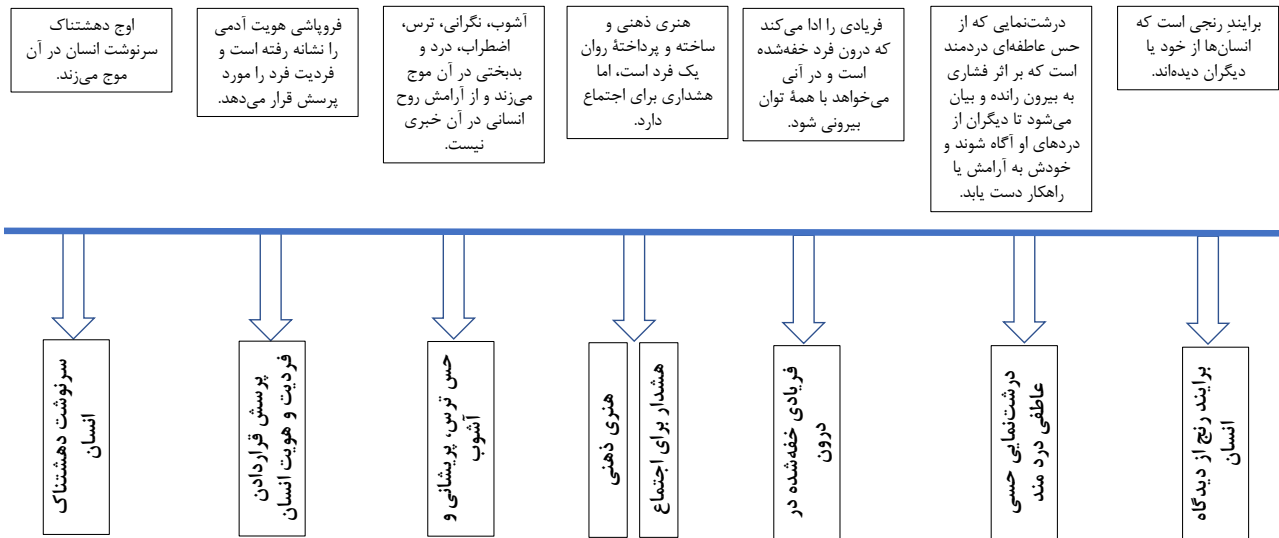 برایندِ رنجی است که
انسان‌ها از خود یا
دیگران دیده‌اند.
درشت‌نمایی که از
حس عاطفه‌ای دردمند
است که بر اثر فشاری
به بیرون رانده و بیان
می‌شود تا دیگران از
دردهای او آگاه شوند و
خودش به آرامش یا
راهکار دست یابد.
فریادی را ادا می‌کند
که درون فرد خفه‌شده
است و در آنی
می‌خواهد با همۀ توان
بیرونی شود.
هنری ذهنی و
ساخته و پرداختۀ روان
یک فرد است، اما
هشداری برای اجتماع
دارد.
آشوب، نگرانی، ترس،
اضطراب، درد و
بدبختی در آن موج
می‌زند و از آرامش روح
انسانی در آن خبری
نیست.
فروپاشی هویت آدمی
را نشانه رفته است و
فردیت فرد را مورد
پرسش قرار می‌دهد.
اوج دهشتناک
سرنوشت انسان در آن
موج می‌زند.
برایند رنج از دیدگاه
انسان
درشت‌نمایی حسی
عاطفی درد مند
فریادی خفه‌شده در
درون
هشدار برای اجتماع
هنری ذهنی
حس ترس، پریشانی و
آشوب
پرسش قراردادن
فردیت و هویت انسان
سرنوشت دهشتناک
انسان